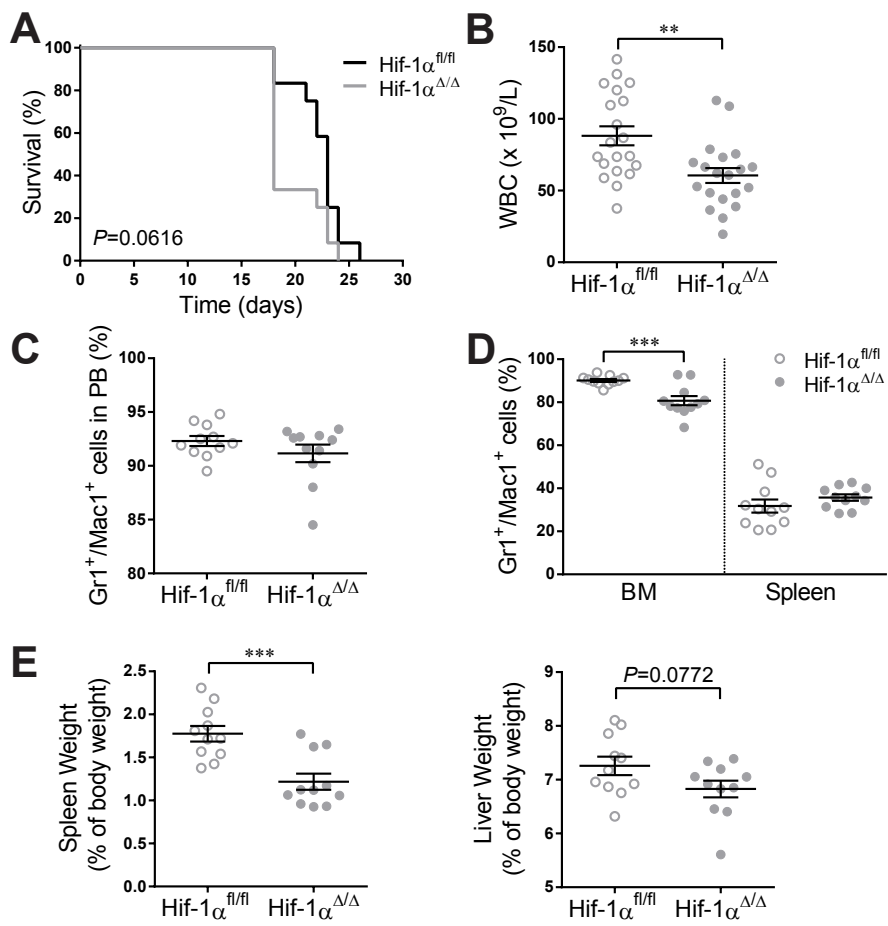 A
Survival (%)
100
80
60
40
20
0
0 5 10 15 20 25 30
Time (days)
P=0.0616
Hif-1α^fl/fl
Hif-1α^Δ/Δ
B
WBC (x 10^9/L)
150
100
50
0
**
Hif-1α^fl/fl Hif-1α^Δ/Δ
C
Gr1^+/Mac1^+ cells in PB (%)
100
95
90
85
80
Hif-1α^fl/fl Hif-1α^Δ/Δ
D
Gr1^+/Mac1^+ cells (%)
100
80
60
40
20
0
***
Hif-1α^fl/fl
Hif-1α^Δ/Δ
BM Spleen
E
Spleen Weight
(% of body weight)
2.5
2.0
1.5
1.0
0.5
0.0
***
Hif-1α^fl/fl Hif-1α^Δ/Δ
Liver Weight
(% of body weight)
9
8
7
6
5
P=0.0772
Hif-1α^fl/fl Hif-1α^Δ/Δ